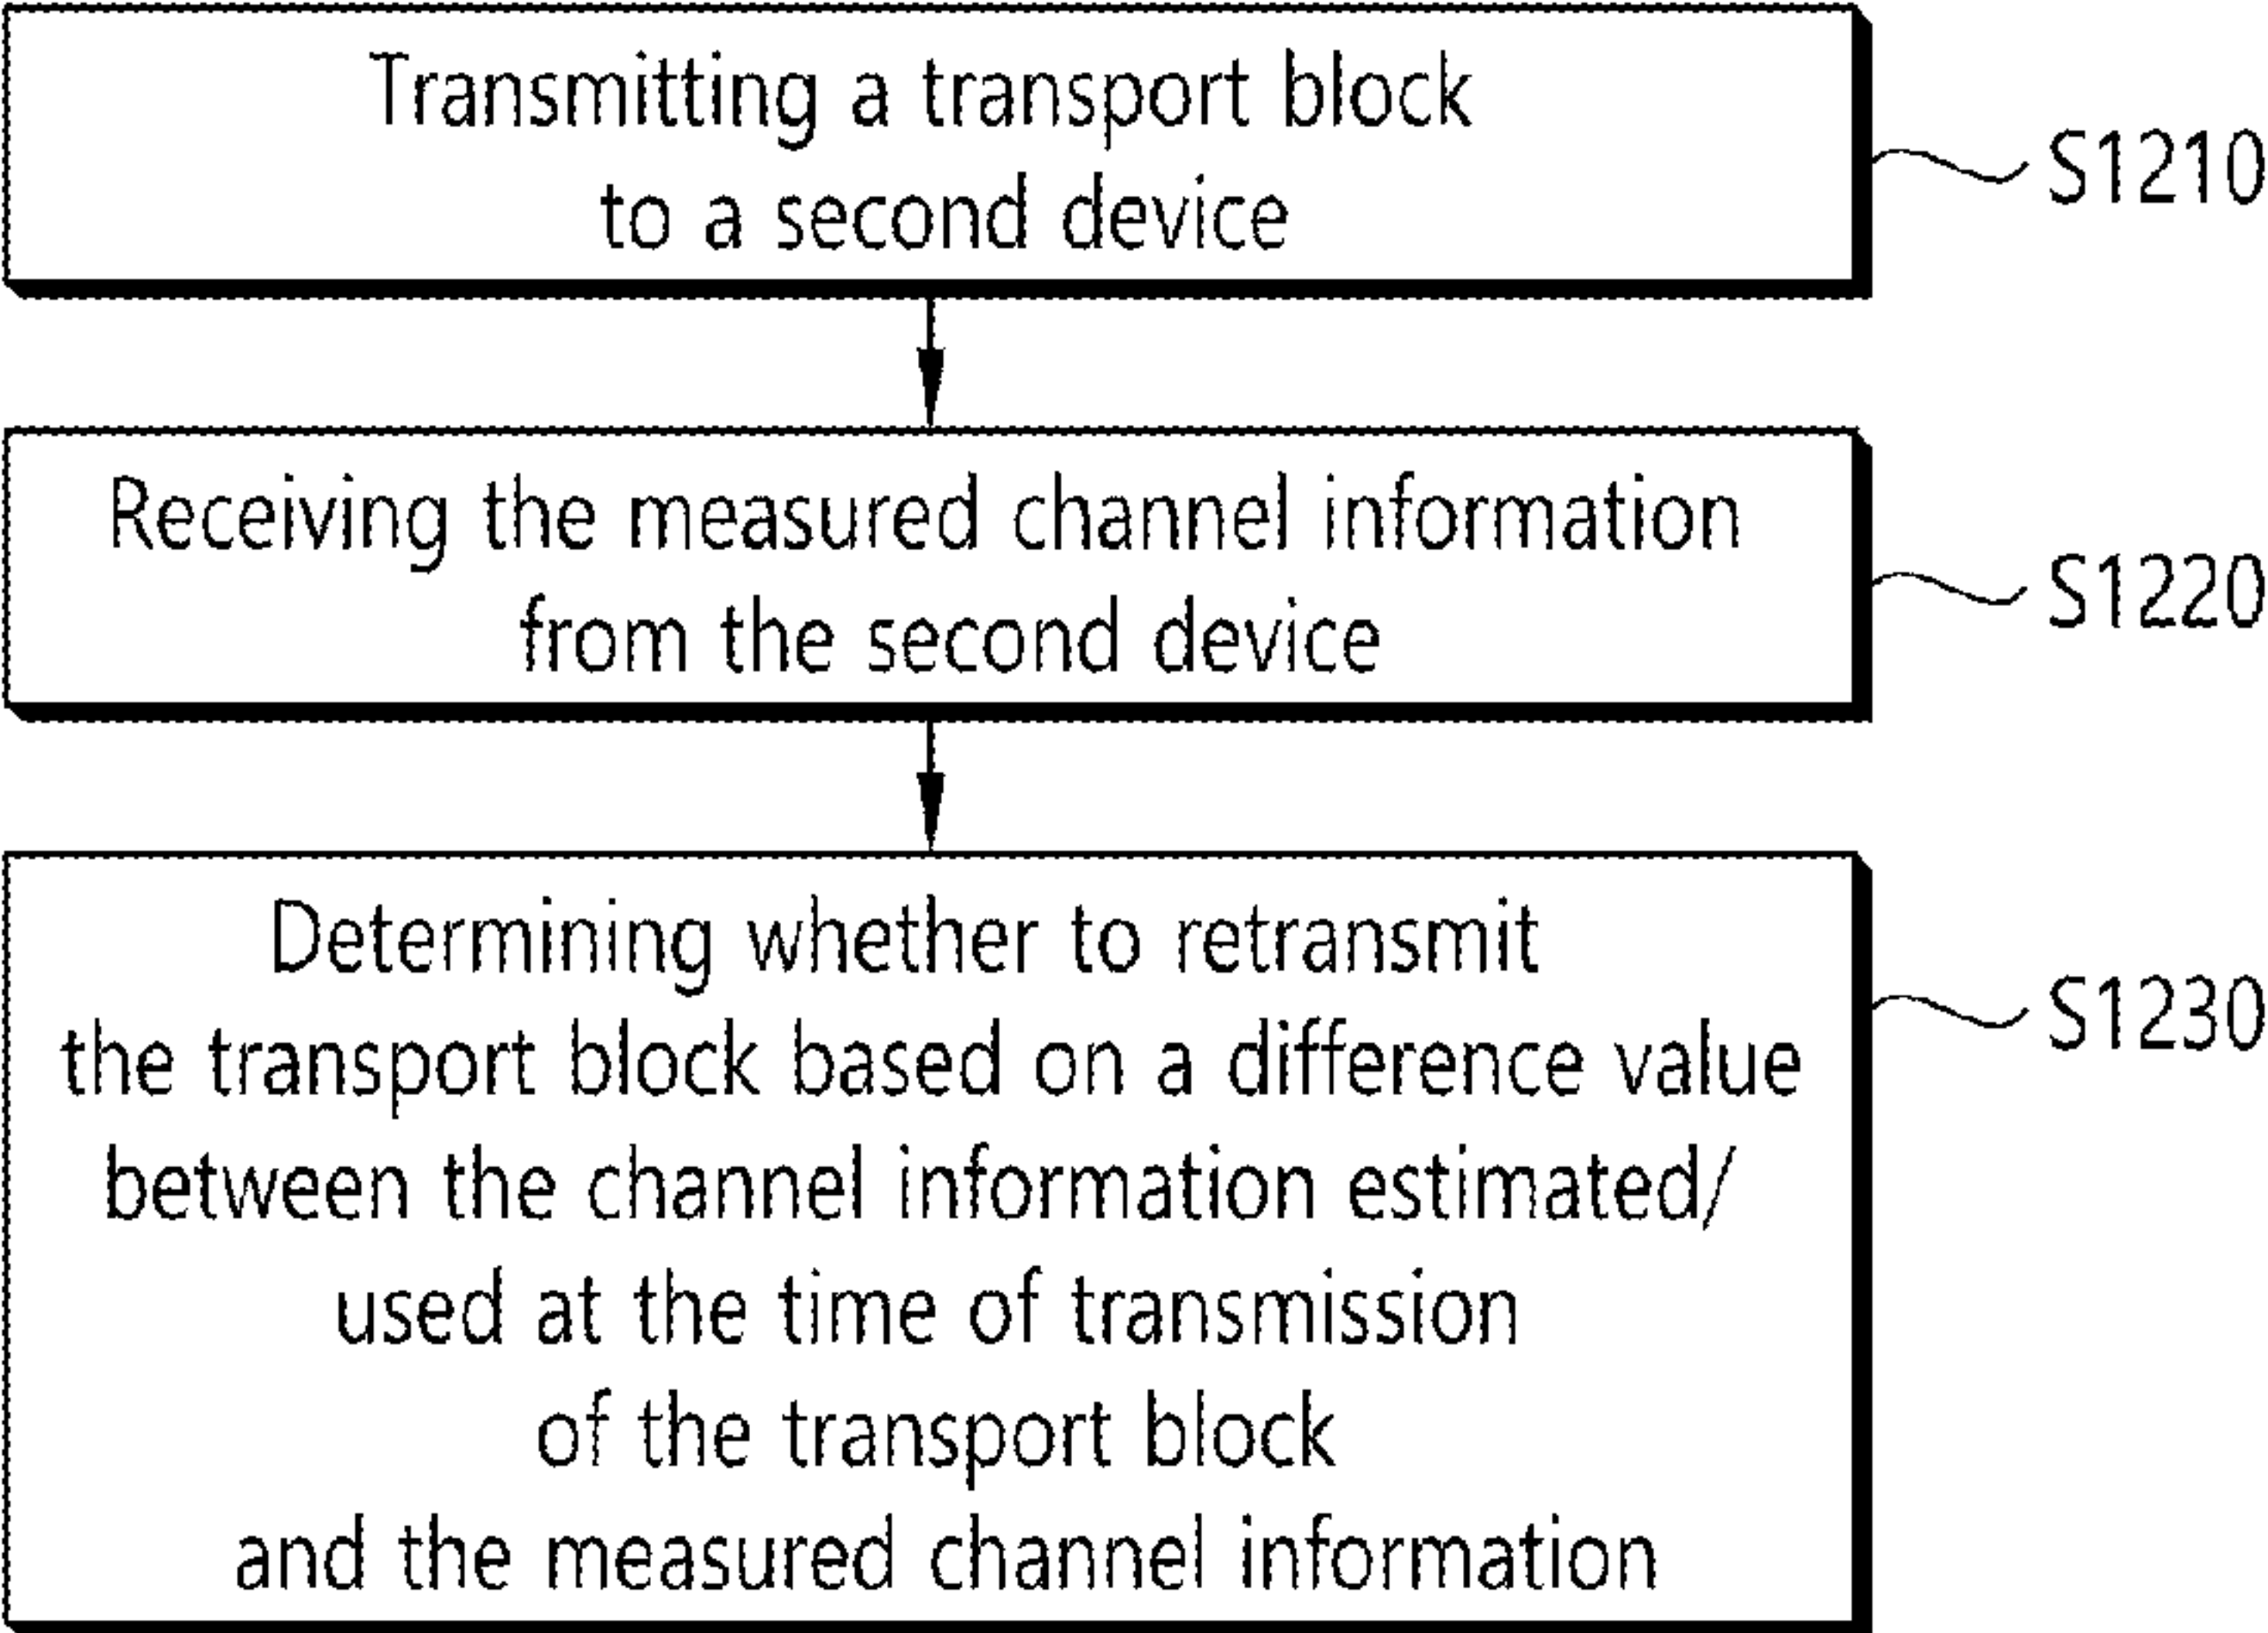 Transmitting a transport block
to a second device
S1210
Receiving the measured channel information
from the second device
S1220
Determining whether to retransmit
the transport block based on a difference value
between the channel information estimated/
used at the time of transmission
of the transport block
and the measured channel information
S1230